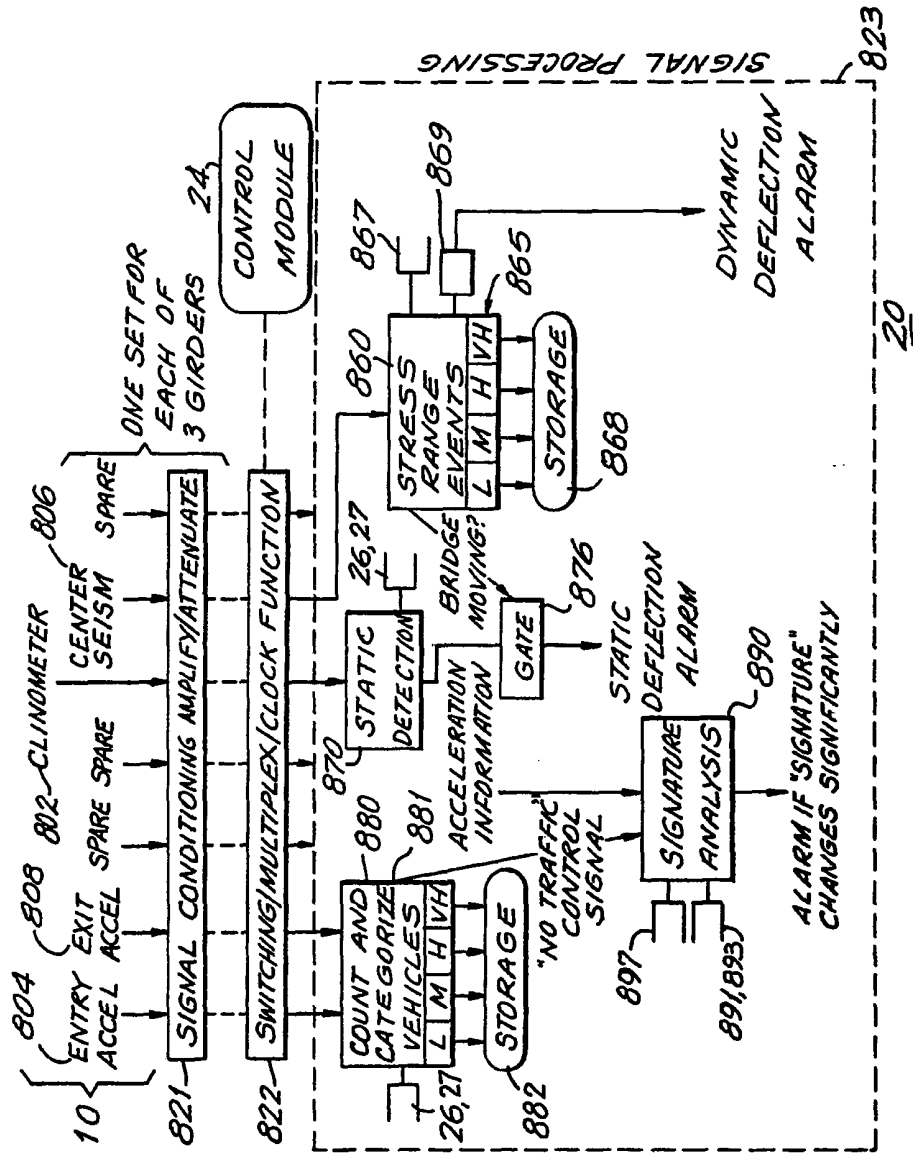 10
804
ENTRY
ACCEL
808
EXIT
ACCEL
SPARE
SPARE
802
CLINOMETER
CENTER
SEISM
806
SPARE
ONE SET FOR
EACH OF
3 GIRDERS
821
SIGNAL CONDITIONING AMPLIFY/ATTENUATE
822
SWITCHING/MULTIPLEX/CLOCK FUNCTION
24
CONTROL
MODULE
SIGNAL PROCESSING
823
26,27
COUNT AND
CATEGORIZE
VEHICLES
880
881
L M H VH
STORAGE
882
870
STATIC
DETECTION
26,27
ACCELERATION
INFORMATION
"NO TRAFFIC"
CONTROL
SIGNAL
BRIDGE
MOVING?
GATE
876
STATIC
DEFLECTION
ALARM
860
STRESS
RANGE
EVENTS
867
869
865
L M H VH
STORAGE
868
DYNAMIC
DEFLECTION
ALARM
897
891,893
SIGNATURE
ANALYSIS
890
ALARM IF "SIGNATURE"
CHANGES SIGNIFICANTLY
20